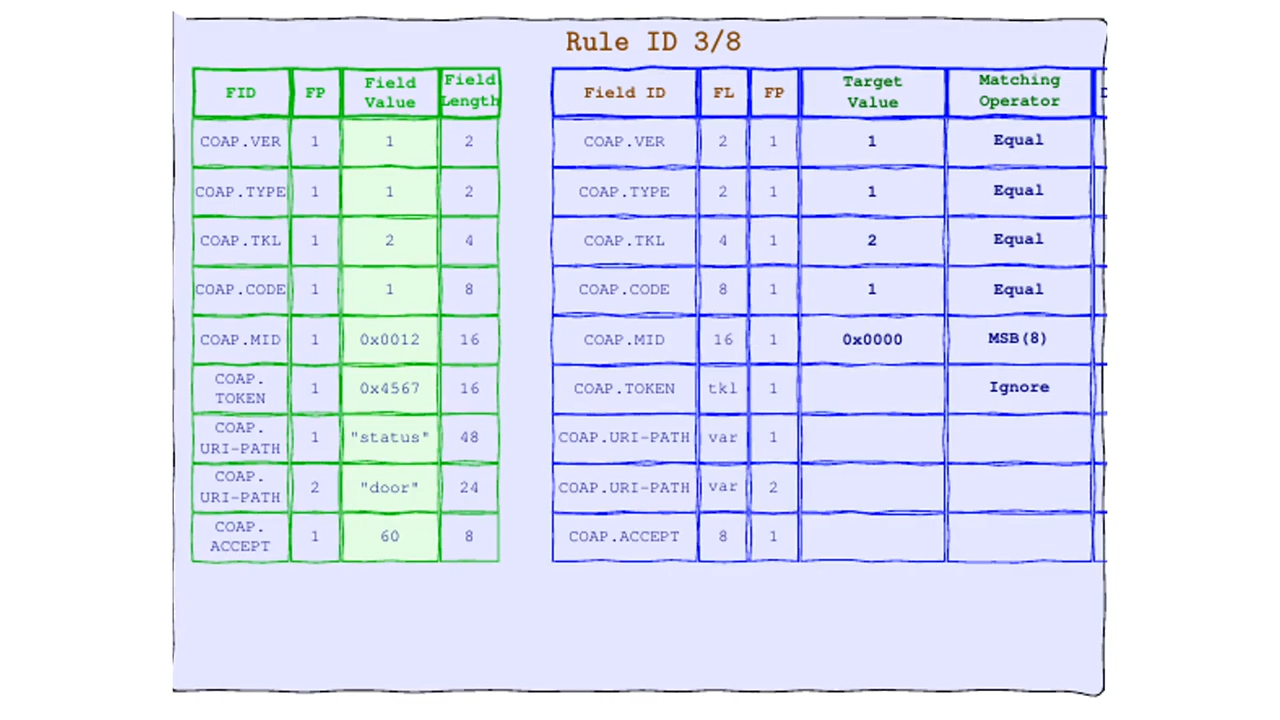 Rule ID 3/8
FID FP Field Value Field Length
COAP.VER 1 1 2
COAP.TYPE 1 1 2
COAP.TKL 1 2 4
COAP.CODE 1 1 8
COAP.MID 1 0x0012 16
COAP. TOKEN 1 0x4567 16
COAP. URI-PATH 1 "status" 48
COAP. URI-PATH 2 "door" 24
COAP. ACCEPT 1 60 8
Field ID FL FP Target Value Matching Operator
COAP.VER 2 1 1 Equal
COAP.TYPE 2 1 1 Equal
COAP.TKL 4 1 2 Equal
COAP.CODE 8 1 1 Equal
COAP.MID 16 1 0x0000 MSB(8)
COAP.TOKEN tkl 1 Ignore
COAP.URI-PATH var 1
COAP.URI-PATH var 2
COAP.ACCEPT 8 1